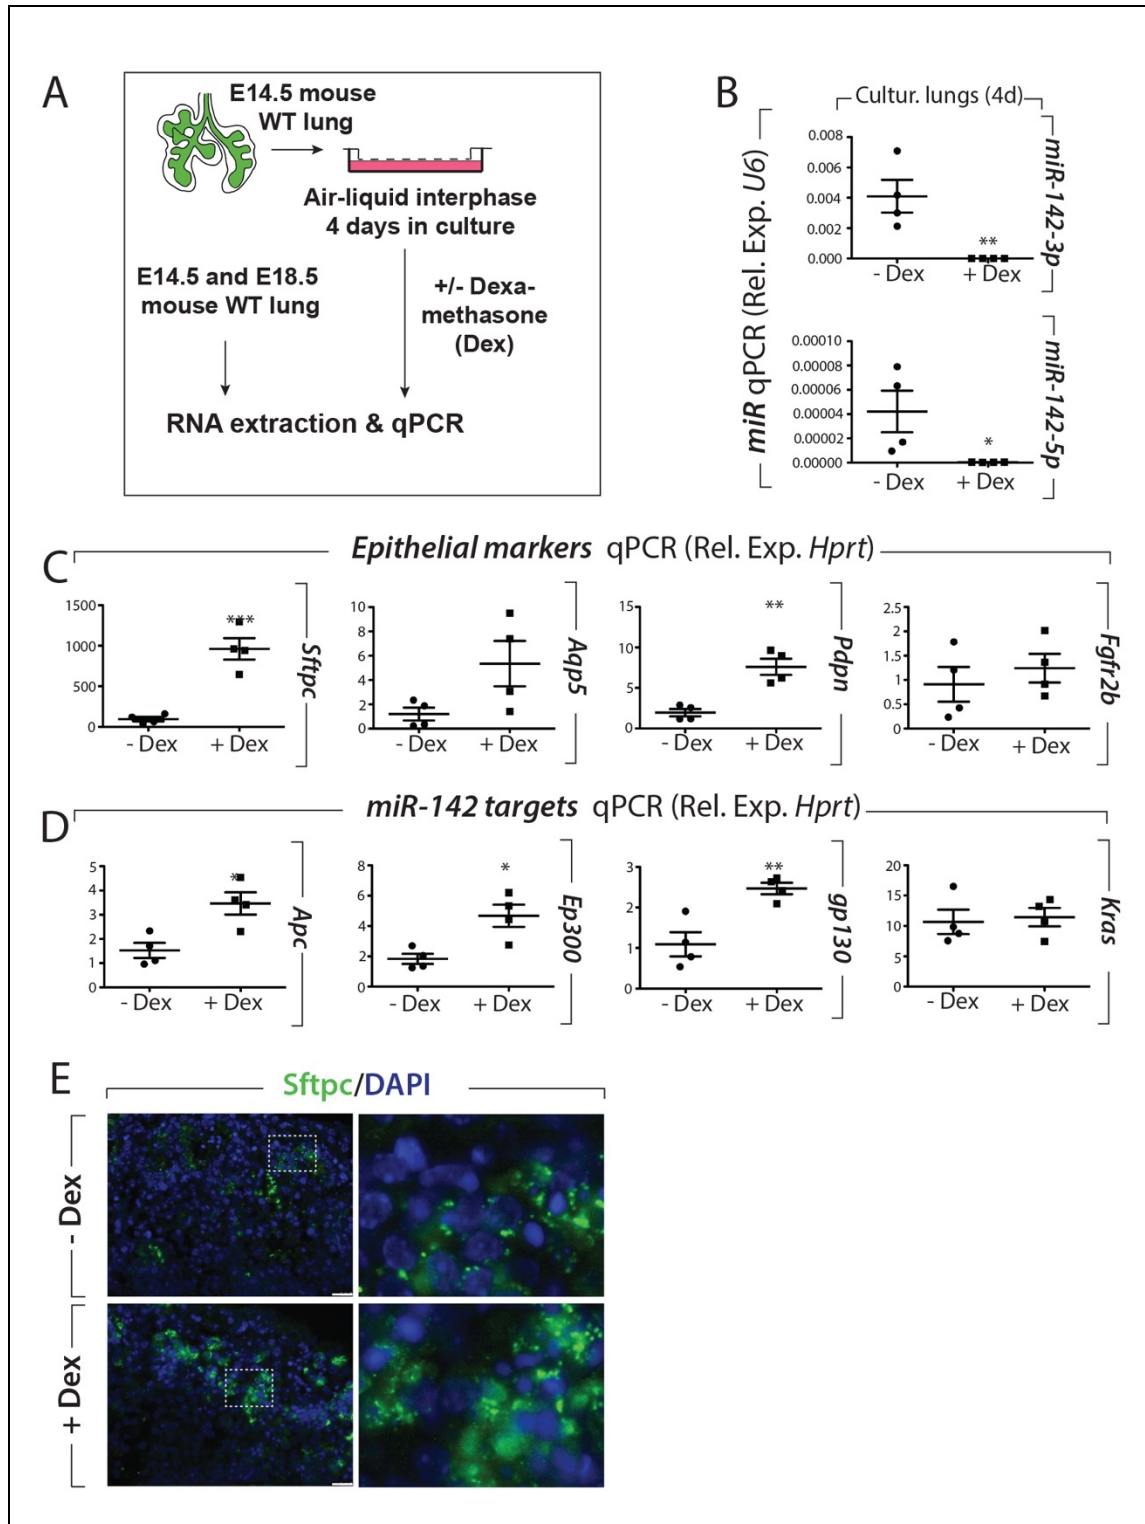 A
E14.5 mouse
WT lung
Air-liquid interphase
4 days in culture
E14.5 and E18.5
mouse WT lung
+/- Dexa-
methasone
(Dex)
RNA extraction & qPCR
B
Cultur. lungs (4d)
miR qPCR (Rel. Exp. U6)
0.008
0.006
0.004
0.002
0.000
**
- Dex
+ Dex
miR-142-3p
0.00010
0.00008
0.00006
0.00004
0.00002
0.00000
*
- Dex
+ Dex
miR-142-5p
C
Epithelial markers qPCR (Rel. Exp. Hprt)
1500
1000
500
0
***
- Dex
+ Dex
Sftpc
10
8
6
4
2
0
- Dex
+ Dex
Aqp5
15
10
5
0
**
- Dex
+ Dex
Pdpn
2.5
2
1.5
1
0.5
0
- Dex
+ Dex
Fgfr2b
D
miR-142 targets qPCR (Rel. Exp. Hprt)
5
4
3
2
1
0
*
- Dex
+ Dex
Apc
8
6
4
2
0
*
- Dex
+ Dex
Ep300
3
2
1
0
**
- Dex
+ Dex
gp130
20
15
10
5
0
- Dex
+ Dex
Kras
E
Sftpc/DAPI
- Dex
+ Dex